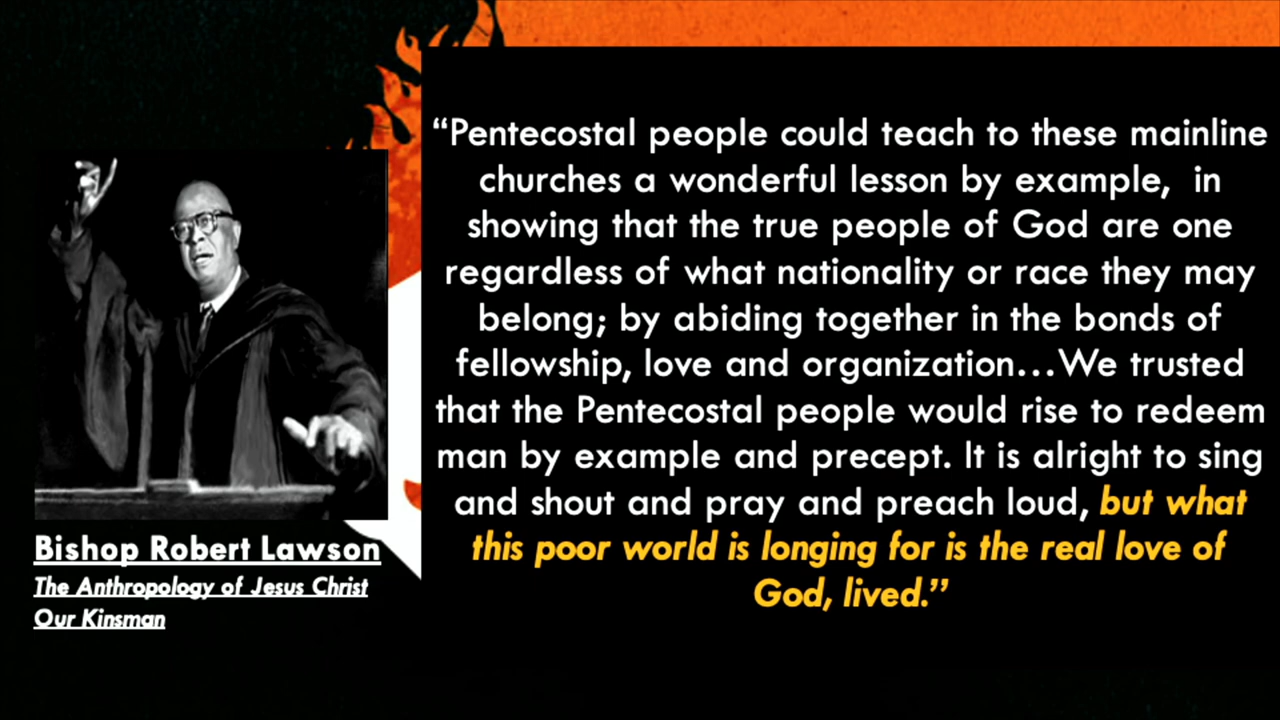 “Pentecostal people could teach to these mainline
churches a wonderful lesson by example, in
showing that the true people of God are one
regardless of what nationality or race they may
belong; by abiding together in the bonds of
fellowship, love and organization…We trusted
that the Pentecostal people would rise to redeem
man by example and precept. It is alright to sing
and shout and pray and preach loud, but what
this poor world is longing for is the real love of
God, lived.”
Bishop Robert Lawson
The Anthropology of Jesus Christ
Our Kinsman